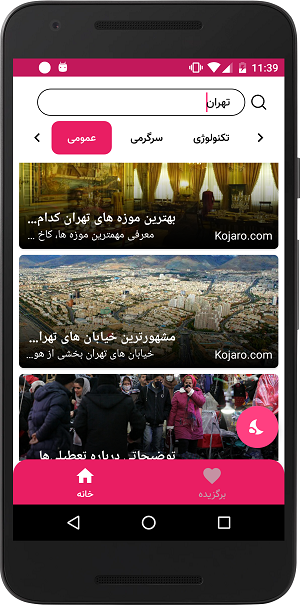 11:39
تهران
تکنولوژی
سرگرمی
عمومی
بهترین موزه های تهران کدام...
معرفی مهمترین موزه ها، کاخ ...
Kojaro.com
مشهورترین خیابان های تهرا...
خیابان های تهران بخشی از هو...
Kojaro.com
توضیحاتی درباره تعطیلی ها
خانه
برگزیده